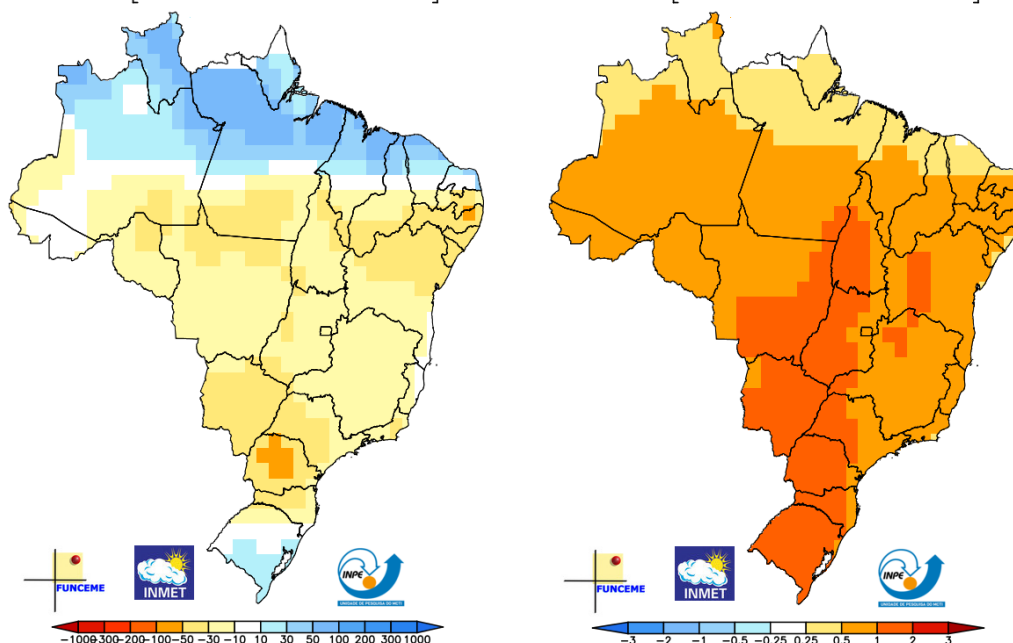 [ ]
[ ]
FUNCEME
INMET
INPE
UNIDADE DE PESQUISA DO MCTI
FUNCEME
INMET
INPE
UNIDADE DE PESQUISA DO MCTI
−1000−300−200−100−50 −30 −10 10 30 50 100 200 300 1000
−3 −2 −1 −0.5 −0.25 0.25 0.5 1 2 3